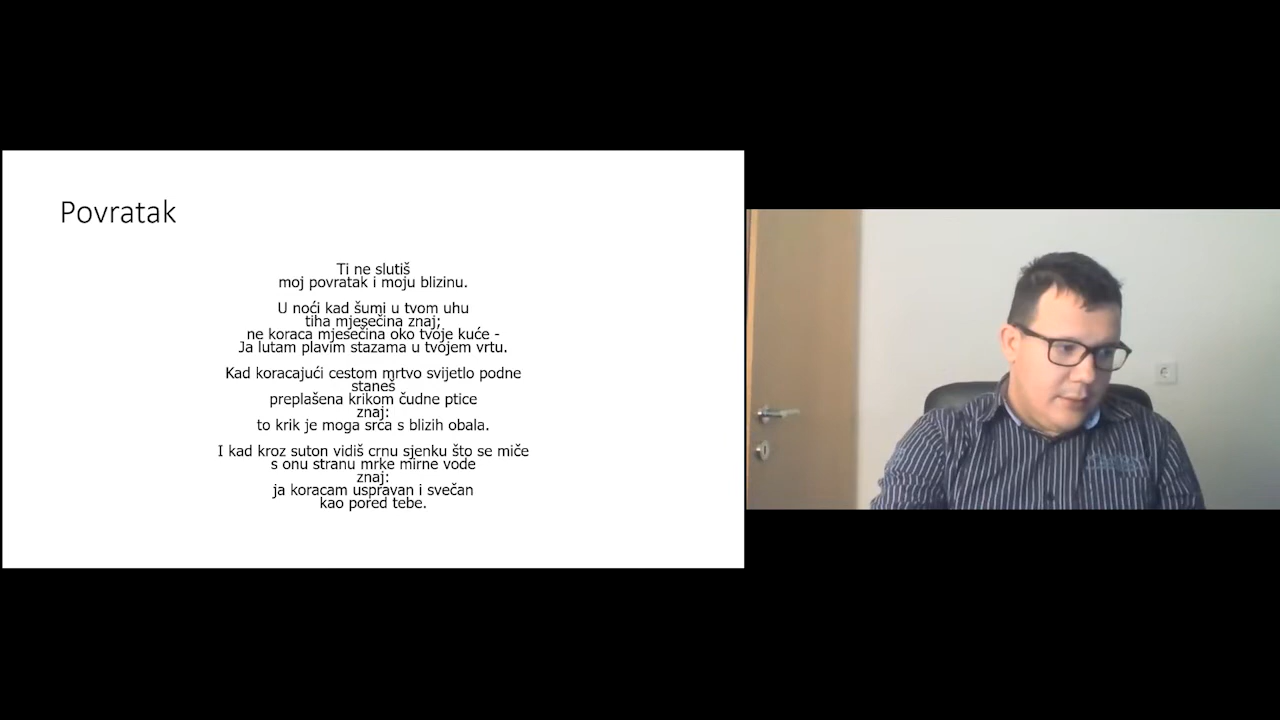 Povratak
Ti ne slutiš
moj povratak i moju blizinu.
U noći kad šumi u tvom uhu
tiha mjesečina znaj;
ne koraca mjesečina oko tvoje kuće -
Ja lutam plavim stazama u tvojem vrtu.
Kad koracajući cestom mrtvo svijetlo podne
staneš
preplašena krikom čudne ptice
znaj:
to krik je moga srca s blizih obala.
I kad kroz suton vidiš crnu sjenku što se miče
s onu stranu mrke mirne vode
znaj:
ja koracam uspravan i svečan
kao pored tebe.